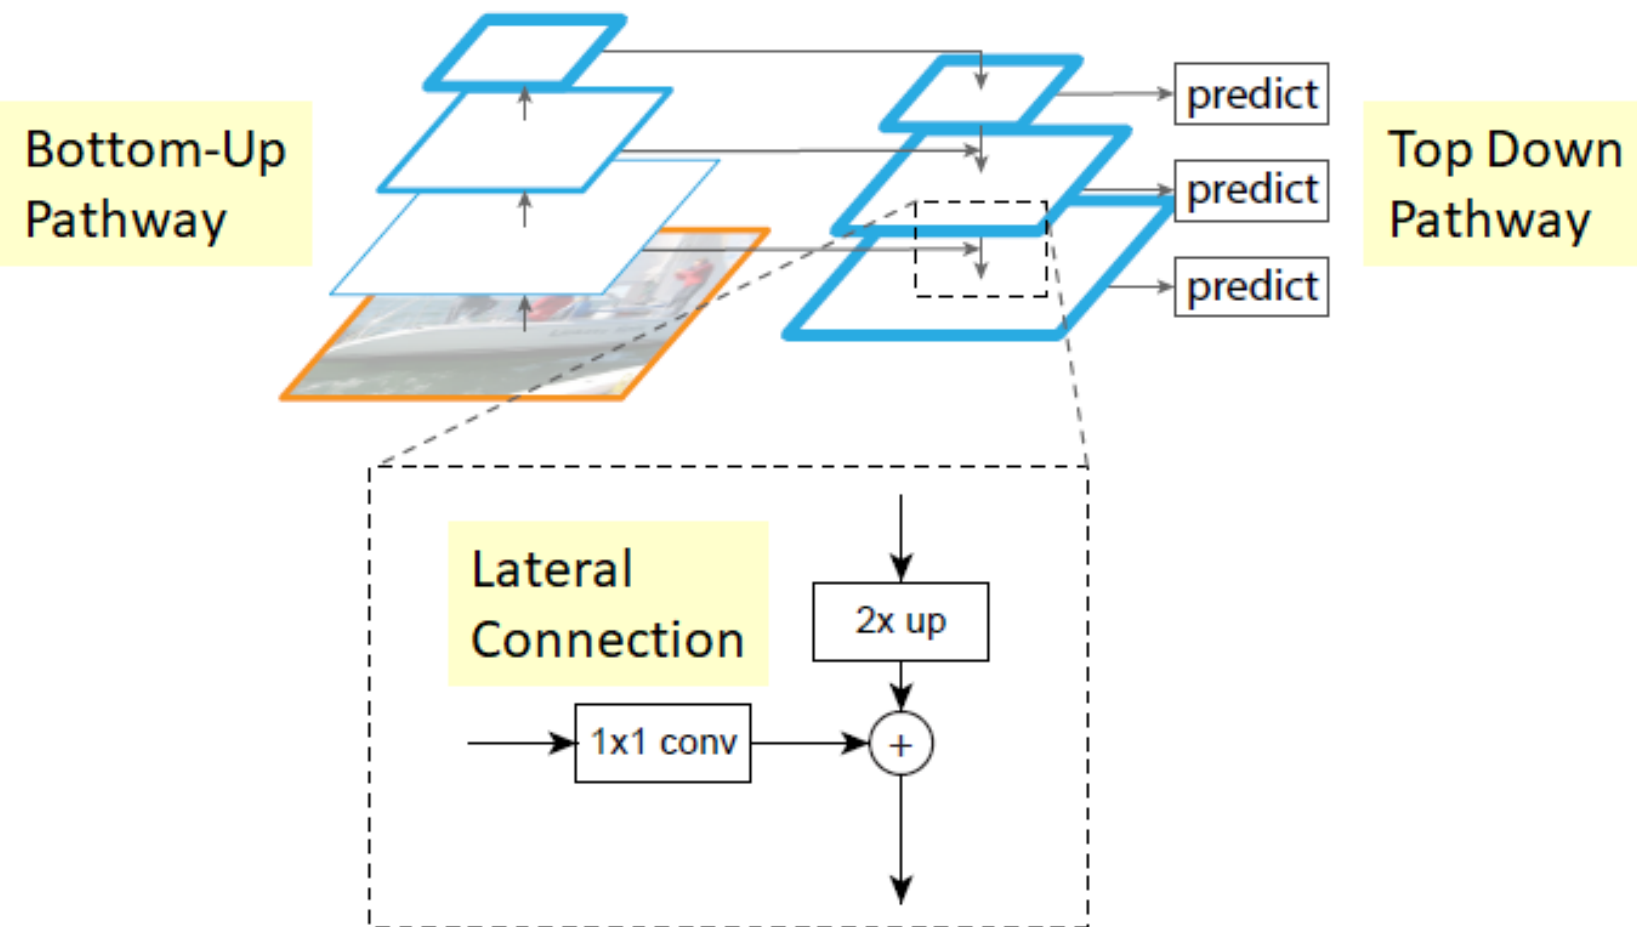 Bottom-Up
Pathway
predict
predict
predict
Top Down
Pathway
Lateral
Connection
2x up
1x1 conv
+